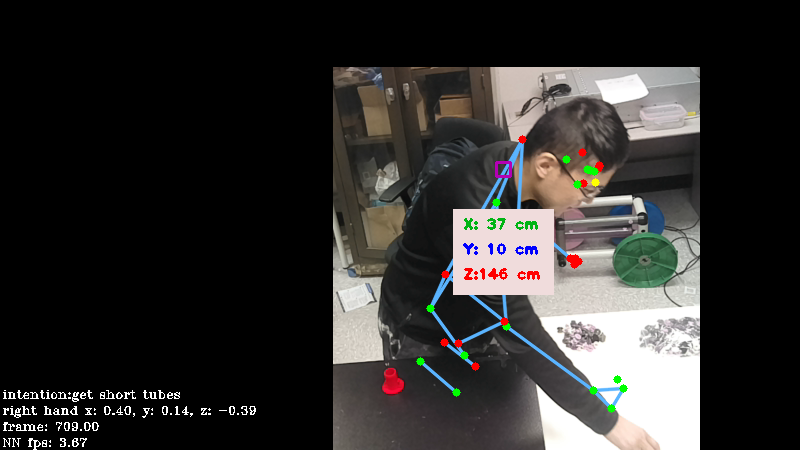 X: 37 cm
Y: 10 cm
Z:146 cm
intention:get short tubes
right hand x: 0.40, y: 0.14, z: −0.39
frame: 709.00
NN fps: 3.67